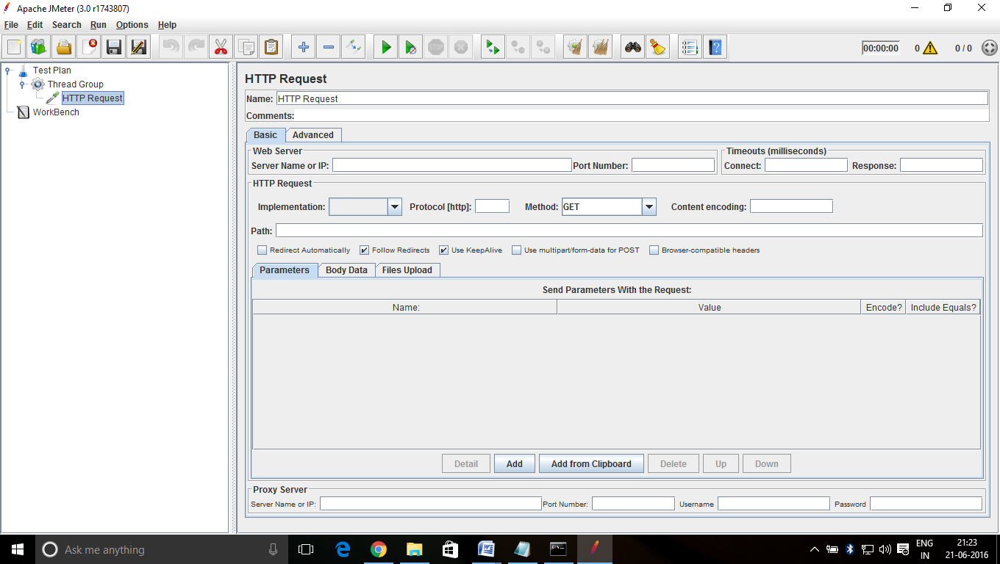 Apache JMeter (3.0 r1743807)
File Edit Search Run Options Help
STOP
00:00:00 0 0 / 0
Test Plan
Thread Group
HTTP Request
WorkBench
HTTP Request
Name: HTTP Request
Comments:
Basic Advanced
Web Server
Server Name or IP: Port Number:
Timeouts (milliseconds)
Connect: Response:
HTTP Request
Implementation: Protocol [http]: Method: GET Content encoding:
Path:
Redirect Automatically Follow Redirects Use KeepAlive Use multipart/form-data for POST Browser-compatible headers
Parameters Body Data Files Upload
Send Parameters With the Request:
Name: Value Encode? Include Equals?
Detail Add Add from Clipboard Delete Up Down
Proxy Server
Server Name or IP: Port Number: Username Password
Ask me anything
ENG
IN
21:23
21-06-2016